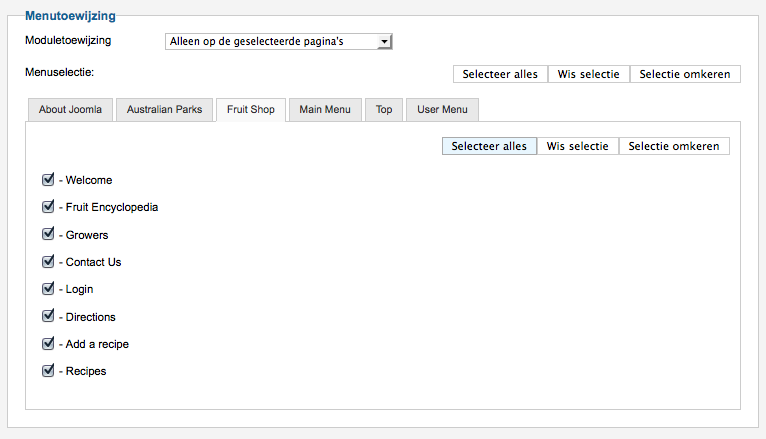 Menutoewijzing
Moduletoewijzing Alleen op de geselecteerde pagina's
Menuselectie: Selecteer alles Wis selectie Selectie omkeren
About Joomla Australian Parks Fruit Shop Main Menu Top User Menu
Selecteer alles Wis selectie Selectie omkeren
- Welcome
- Fruit Encyclopedia
- Growers
- Contact Us
- Login
- Directions
- Add a recipe
- Recipes